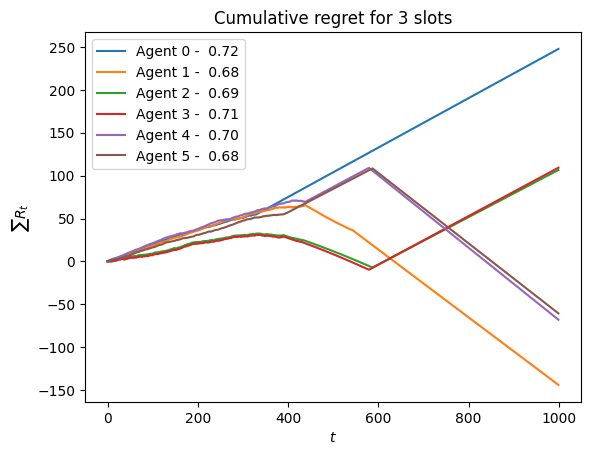 Cumulative regret for 3 slots
250
200
150
100
50
0
−50
−100
−150
∑ R_t
Agent 0 - 0.72
Agent 1 - 0.68
Agent 2 - 0.69
Agent 3 - 0.71
Agent 4 - 0.70
Agent 5 - 0.68
0 200 400 600 800 1000
t